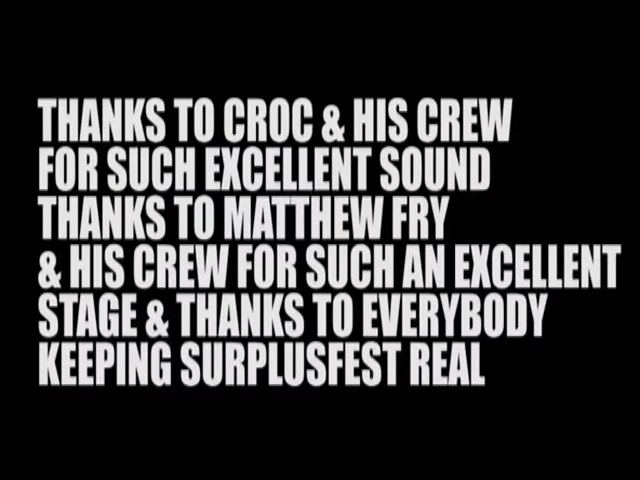 THANKS TO CROC & HIS CREW
FOR SUCH EXCELLENT SOUND
THANKS TO MATTHEW FRY
& HIS CREW FOR SUCH AN EXCELLENT
STAGE & THANKS TO EVERYBODY
KEEPING SURPLUSFEST REAL